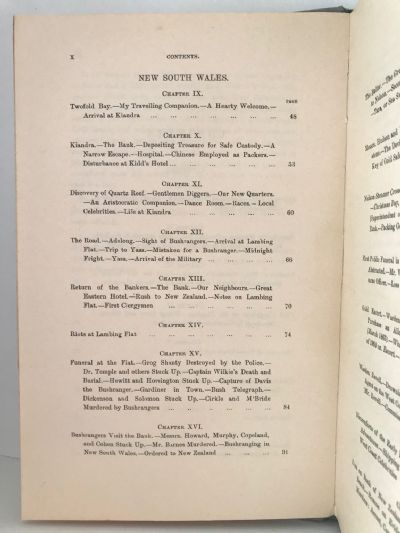 X
CONTENTS.
NEW SOUTH WALES.
CHAPTER IX.
PAGE
Twofold Bay.—My Travelling Companion.—A Hearty Welcome.—
Arrival at Kiandra ... ... ... ... ... ... 48
CHAPTER X.
Kiandra.—The Bank.—Depositing Treasure for Safe Custody.—A
Narrow Escape.—Hospital.—Chinese Employed as Packers.—
Disturbance at Kidd's Hotel ... ... ... ... ... 53
CHAPTER XI.
Discovery of Quartz Reef.—Gentlemen Diggers.—Our New Quarters.
—An Aristocratic Companion.—Dance Room.—Races.—Local
Celebrities.—Life at Kiandra ... ... ... ... ... 60
CHAPTER XII.
The Road.—Adelong.—Sight of Bushrangers.—Arrival at Lambing
Flat.—Trip to Yass.—Mistaken for a Bushranger.—Midnight
Fright.—Yass.—Arrival of the Military ... ... ... ... 66
CHAPTER XIII.
Return of the Bankers.—The Bank.—Our Neighbours.—Great
Eastern Hotel.—Rush to New Zealand.—Notes on Lambing
Flat.—First Clergymen ... ... ... ... ... ... 70
CHAPTER XIV.
Riots at Lambing Flat ... ... ... ... ... ... 74
CHAPTER XV.
Funeral at the Flat.—Grog Shanty Destroyed by the Police.—
Dr. Temple and others Stuck Up.—Captain Wilkie's Death and
Burial.—Hewitt and Horsington Stuck Up.—Capture of Davis
the Bushranger.—Gardiner in Town.—Bush Telegraph.—
Dickenson and Solomon Stuck Up.—Cirkle and M'Bride
Murdered by Bushrangers ... ... ... ... ... ... 84
CHAPTER XVI.
Bushrangers Visit the Bank.—Messrs. Howard, Murphy, Copeland,
and Cohen Stuck Up.—Mr. Barnes Murdered.—Bushranging in
New South Wales.—Ordered to New Zealand ... ... ... 91